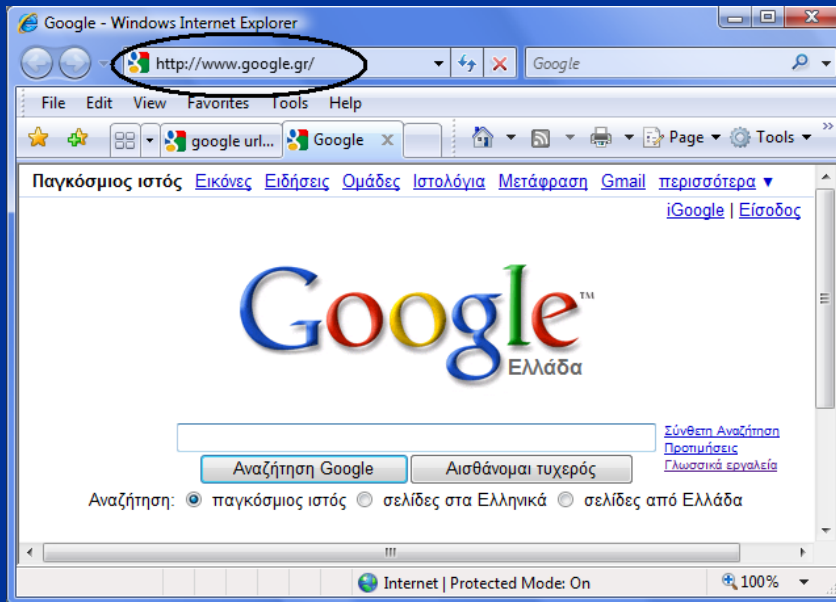 Google - Windows Internet Explorer
http://www.google.gr/ Google
File Edit View Favorites Tools Help
google url... Google Page Tools »
Παγκόσμιος ιστός Εικόνες Ειδήσεις Ομάδες Ιστολόγια Μετάφραση Gmail περισσότερα ▼
iGoogle | Είσοδος
Google™
Ελλάδα
Σύνθετη Αναζήτηση
Προτιμήσεις
Γλωσσικά εργαλεία
Αναζήτηση Google Αισθάνομαι τυχερός
Αναζήτηση: παγκόσμιος ιστός σελίδες στα Ελληνικά σελίδες από Ελλάδα
Internet | Protected Mode: On 100%